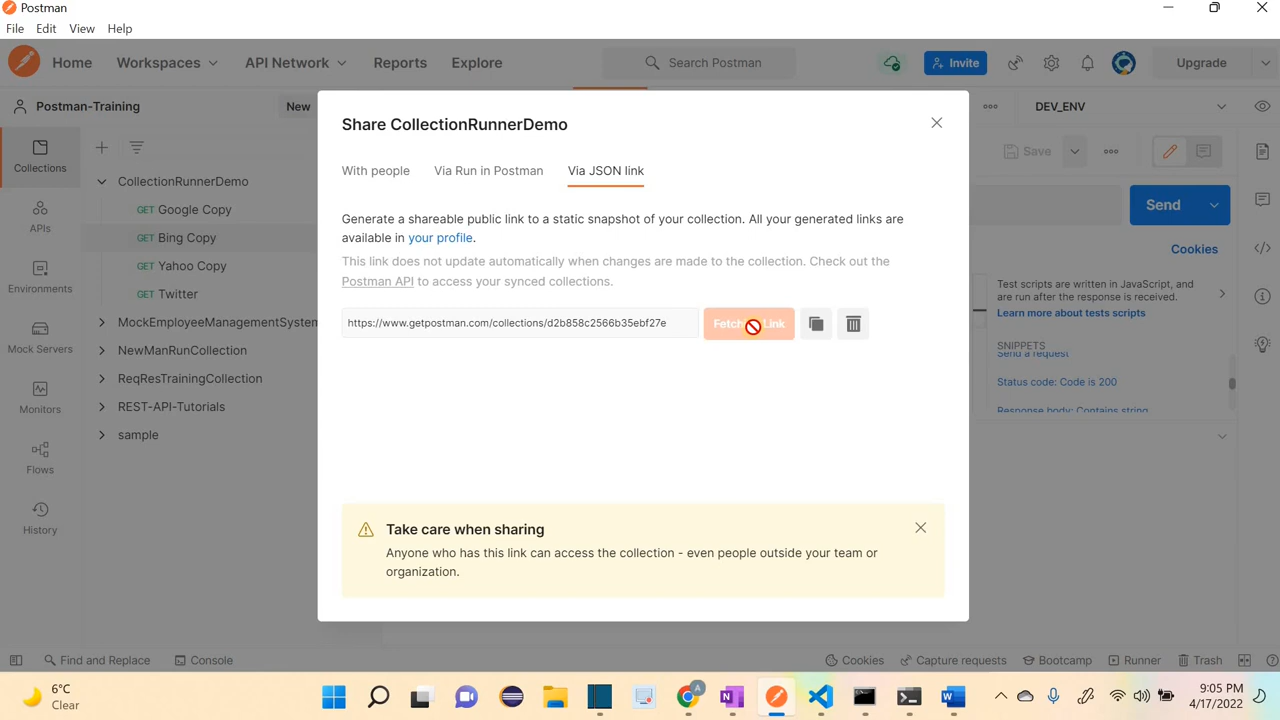 Postman
File Edit View Help
Home Workspaces API Network Reports Explore Search Postman Invite Upgrade
Postman-Training New DEV_ENV
Share CollectionRunnerDemo
With people Via Run in Postman Via JSON link
Generate a shareable public link to a static snapshot of your collection. All your generated links are
available in your profile.
This link does not update automatically when changes are made to the collection. Check out the
Postman API to access your synced collections.
https://www.getpostman.com/collections/d2b858c2566b35ebf27e Link
Take care when sharing
Anyone who has this link can access the collection - even people outside your team or
organization.
Collections
APIs
Environments
Mock Servers
Monitors
Flows
History
CollectionRunnerDemo
GET Google Copy
GET Bing Copy
GET Yahoo Copy
GET Twitter
MockEmployeeManagementSystem
NewManRunCollection
ReqResTrainingCollection
REST-API-Tutorials
sample
Save
Send
Cookies
Test scripts are written in JavaScript, and
are run after the response is received.
Learn more about tests scripts
SNIPPETS
Send a request
Status code: Code is 200
Response body: Contains string
Find and Replace Console Cookies Capture requests Bootcamp Runner Trash
6°C
Clear
9:05 PM
4/17/2022